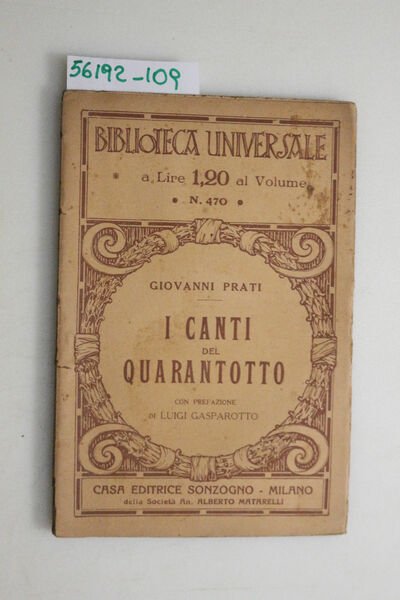 56192-109
BIBLIOTECA UNIVERSALE
a Lire 1,20 al Volume
N. 470
GIOVANNI PRATI
I CANTI
DEL
QUARANTOTTO
CON PREFAZIONE
DI LUIGI GASPAROTTO
CASA EDITRICE SONZOGNO - MILANO
della Società An. ALBERTO MATARELLI